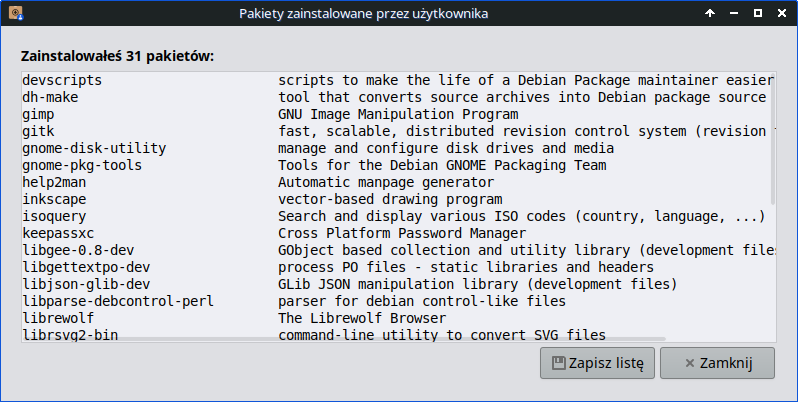 Pakiety zainstalowane przez użytkownika
Zainstalowałeś 31 pakietów:
devscripts scripts to make the life of a Debian Package maintainer easier
dh-make tool that converts source archives into Debian package source
gimp GNU Image Manipulation Program
gitk fast, scalable, distributed revision control system (revision
gnome-disk-utility manage and configure disk drives and media
gnome-pkg-tools Tools for the Debian GNOME Packaging Team
help2man Automatic manpage generator
inkscape vector-based drawing program
isoquery Search and display various ISO codes (country, language, ...)
keepassxc Cross Platform Password Manager
libgee-0.8-dev GObject based collection and utility library (development files
libgettextpo-dev process PO files - static libraries and headers
libjson-glib-dev GLib JSON manipulation library (development files)
libparse-debcontrol-perl parser for debian control-like files
librewolf The Librewolf Browser
librsvg2-bin command-line utility to convert SVG files
Zapisz listę
Zamknij